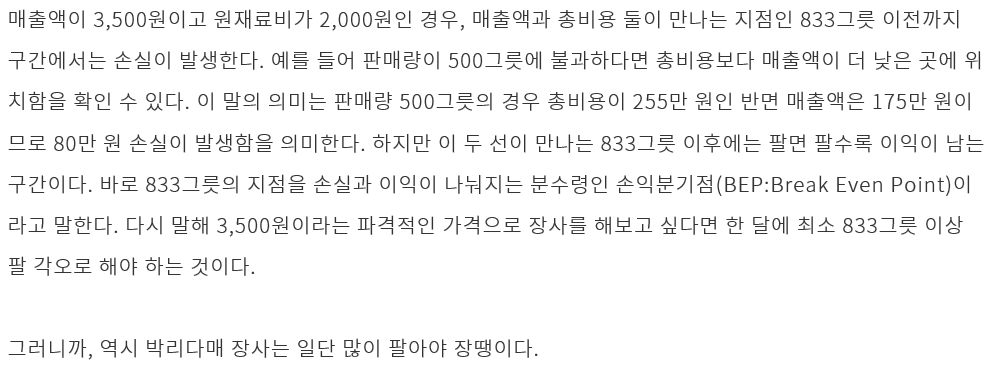 매출액이 3,500원이고 원재료비가 2,000원인 경우, 매출액과 총비용 둘이 만나는 지점인 833그릇 이전까지
구간에서는 손실이 발생한다. 예를 들어 판매량이 500그릇에 불과하다면 총비용보다 매출액이 더 낮은 곳에 위
치함을 확인 수 있다. 이 말의 의미는 판매량 500그릇의 경우 총비용이 255만 원인 반면 매출액은 175만 원이
므로 80만 원 손실이 발생함을 의미한다. 하지만 이 두 선이 만나는 833그릇 이후에는 팔면 팔수록 이익이 남는
구간이다. 바로 833그릇의 지점을 손실과 이익이 나눠지는 분수령인 손익분기점(BEP:Break Even Point)이
라고 말한다. 다시 말해 3,500원이라는 파격적인 가격으로 장사를 해보고 싶다면 한 달에 최소 833그릇 이상
팔 각오로 해야 하는 것이다.
그러니까, 역시 박리다매 장사는 일단 많이 팔아야 장땡이다.